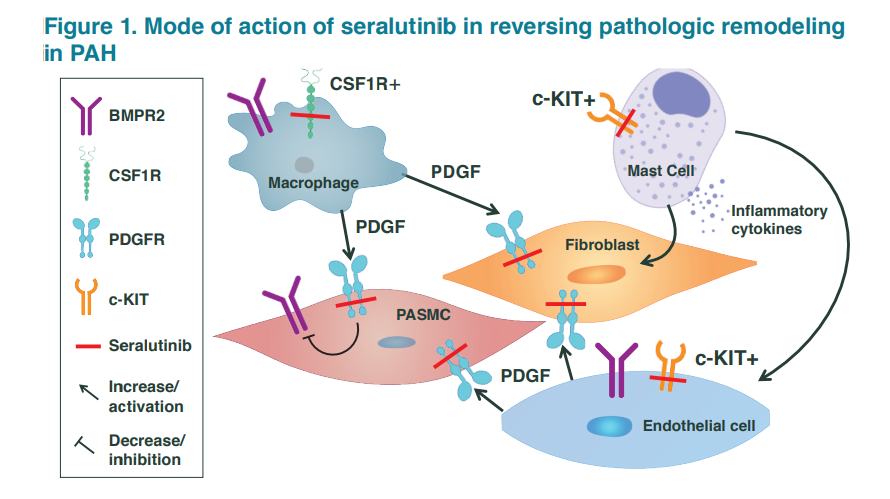 Figure 1. Mode of action of seralutinib in reversing pathologic remodeling
in PAH
BMPR2
CSF1R
PDGFR
c-KIT
Seralutinib
Increase/
activation
Decrease/
inhibition
CSF1R+
Macrophage
PDGF
PDGF
c-KIT+
Mast Cell
Inflammatory
cytokines
Fibroblast
PASMC
PDGF
c-KIT+
Endothelial cell